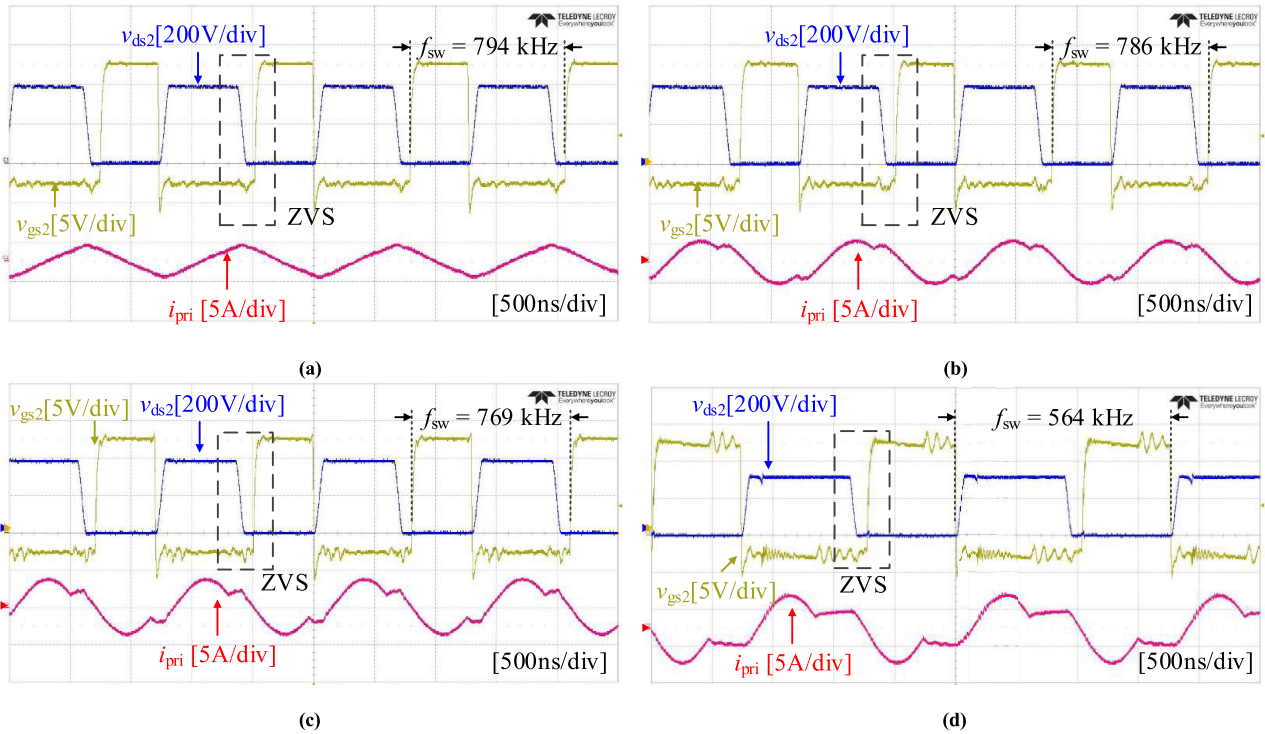 TELEDYNE LECROY
Everywhereyoulook
vds2[200V/div]
fsw = 794 kHz
ZVS
vgs2[5V/div]
ipri [5A/div]
[500ns/div]
(a)
TELEDYNE LECROY
Everywhereyoulook
vds2[200V/div]
fsw = 786 kHz
ZVS
vgs2[5V/div]
ipri [5A/div]
[500ns/div]
(b)
TELEDYNE LECROY
Everywhereyoulook
vgs2[5V/div]
vds2[200V/div]
fsw = 769 kHz
ZVS
ipri [5A/div]
[500ns/div]
(c)
TELEDYNE LECROY
Everywhereyoulook
vds2[200V/div]
fsw = 564 kHz
ZVS
vgs2[5V/div]
ipri [5A/div]
[500ns/div]
(d)